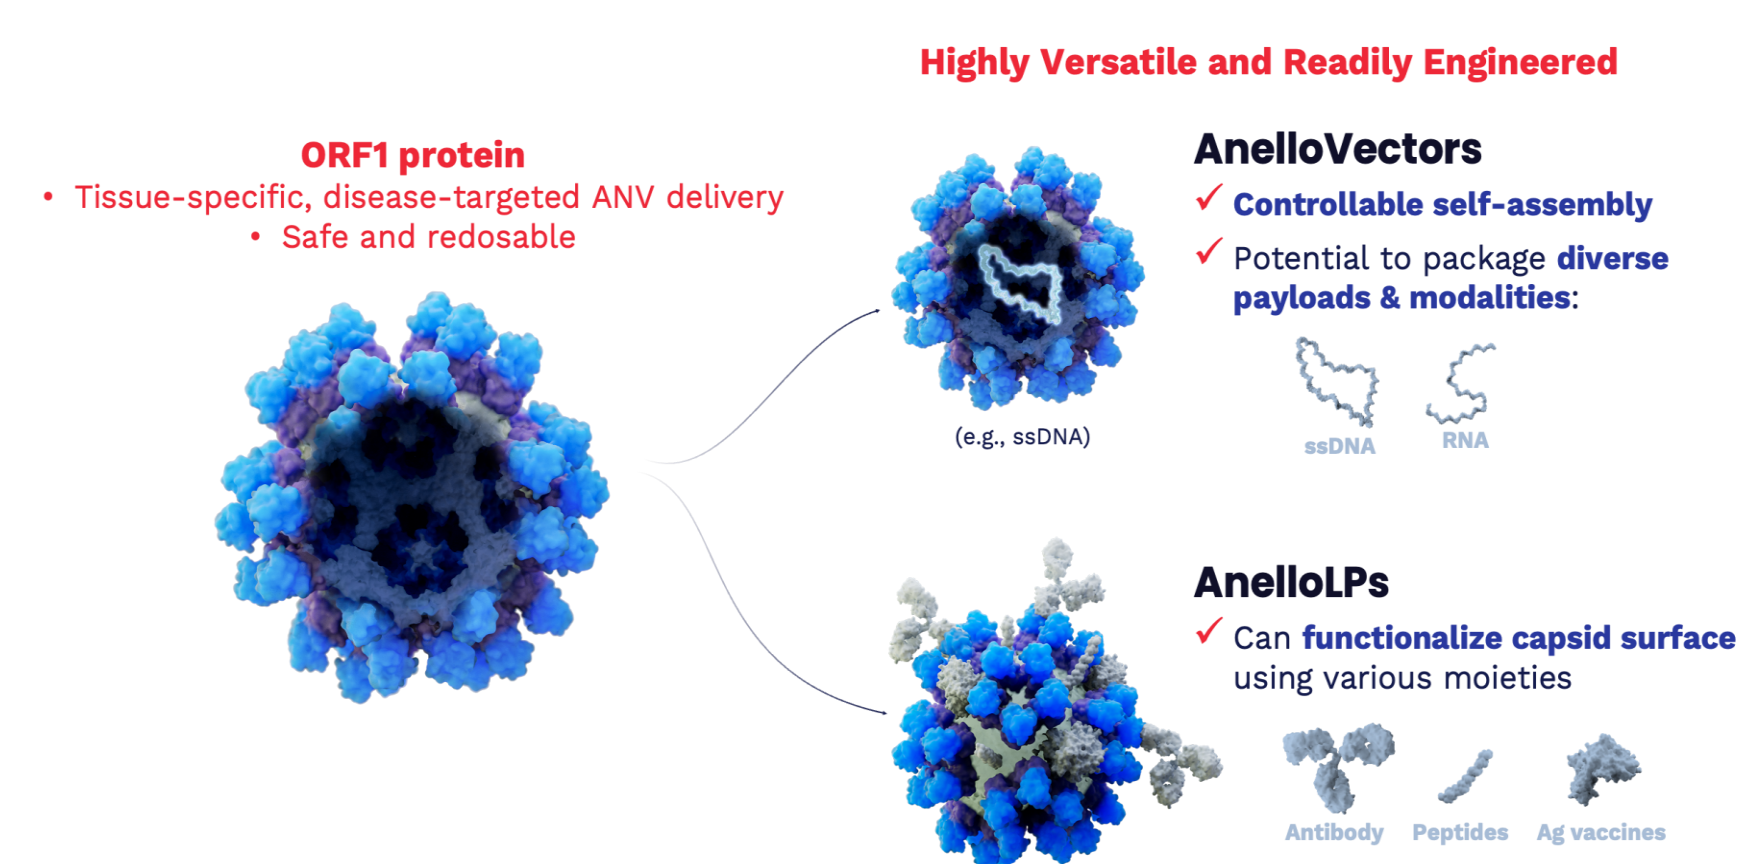 Highly Versatile and Readily Engineered
ORF1 protein
• Tissue-specific, disease-targeted ANV delivery
• Safe and redosable
AnelloVectors
✓ Controllable self-assembly
✓ Potential to package diverse
payloads & modalities:
(e.g., ssDNA)
ssDNA
RNA
AnelloLPs
✓ Can functionalize capsid surface
using various moieties
Antibody
Peptides
Ag vaccines